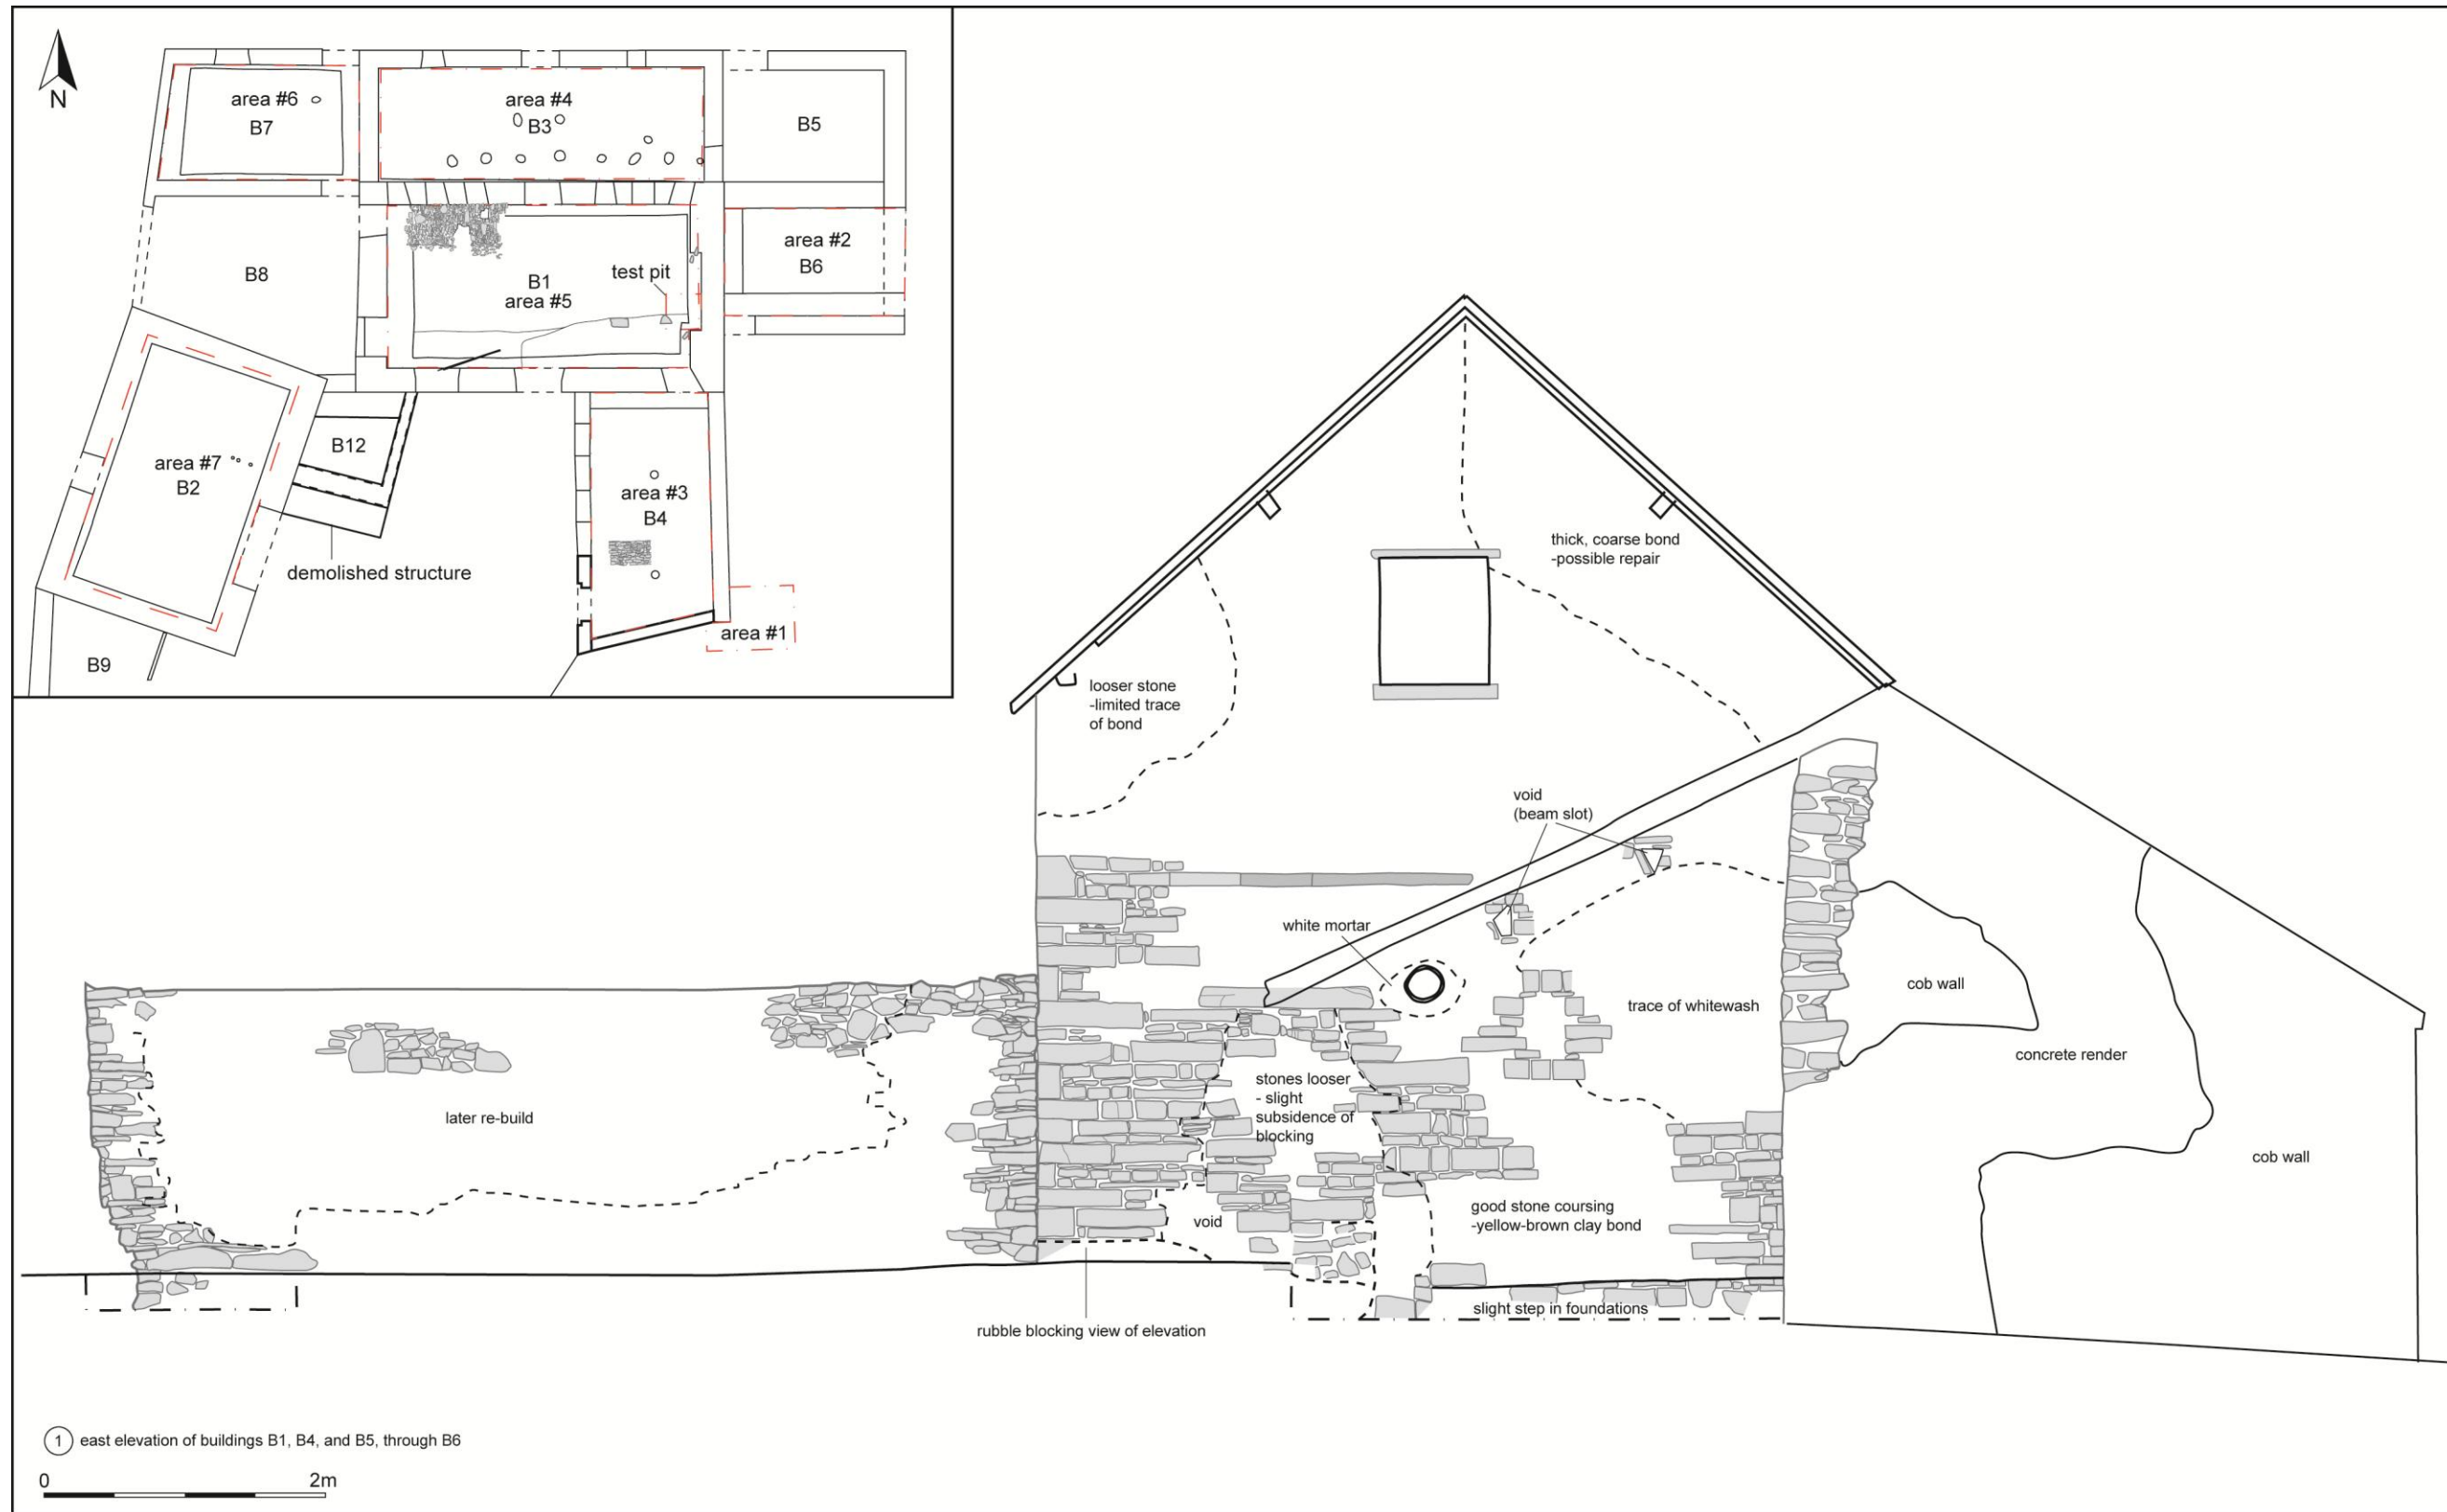 N
area #6
B7
area #4
B3
B5
B8
B1
area #5
test pit
area #2
B6
area #7
B2
B12
area #3
B4
demolished structure
area #1
B9
thick, coarse bond
-possible repair
looser stone
-limited trace
of bond
void
(beam slot)
white mortar
trace of whitewash
cob wall
concrete render
cob wall
later re-build
stones looser
- slight
subsidence of
blocking
void
good stone coursing
-yellow-brown clay bond
slight step in foundations
rubble blocking view of elevation
1 east elevation of buildings B1, B4, and B5, through B6
0 2m